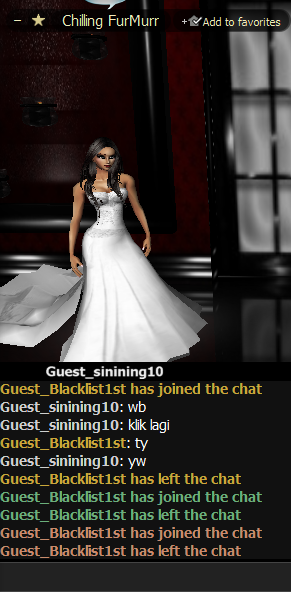 Chilling FurMurr
+Add to favorites
Guest_sinining10
Guest_Blacklist1st has joined the chat
Guest_sinining10: wb
Guest_sinining10: klik lagi
Guest_Blacklist1st: ty
Guest_sinining10: yw
Guest_Blacklist1st has left the chat
Guest_Blacklist1st has joined the chat
Guest_Blacklist1st has left the chat
Guest_Blacklist1st has joined the chat
Guest_Blacklist1st has left the chat